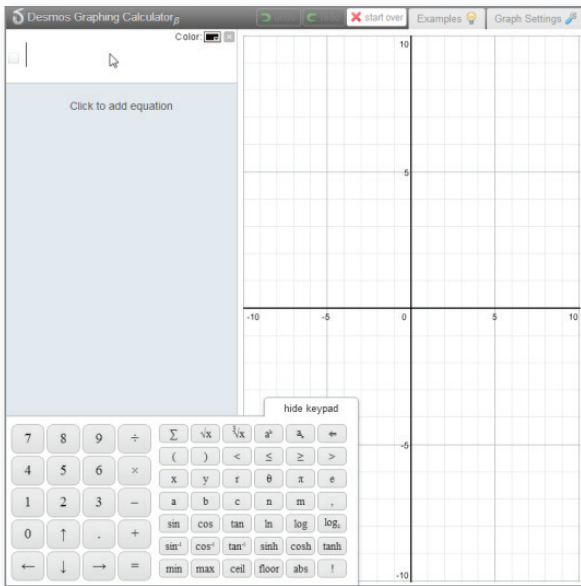 Desmos Graphing Calculator β
start over
Examples
Graph Settings
Color:
Click to add equation
10
5
-10 -5 0 5 10
-5
-10
hide keypad
7 8 9 ÷ ∑ √x ∛x aᵇ aₓ ⇐
( ) < ≤ ≥ >
4 5 6 × x y r θ π e
1 2 3 − a b c n m ,
0 ↑ . + sin cos tan ln log log₂
sin⁻¹ cos⁻¹ tan⁻¹ sinh cosh tanh
← ↓ → = min max ceil floor abs !